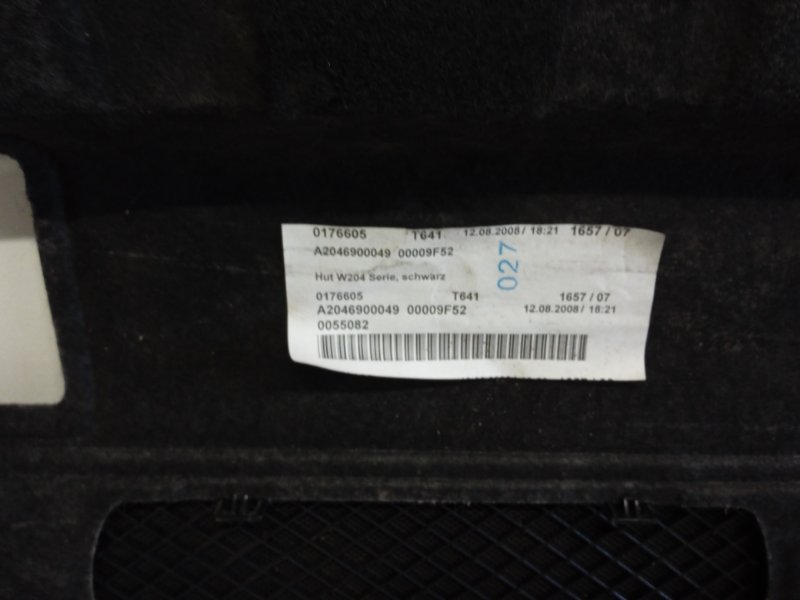 0176605 T641 12.08.2008 / 18:21 1657 / 07
A2046900049 00009F52
027
Hut W204 Serie, schwarz
0176605 T641 1657 / 07
A2046900049 00009F52 12.08.2008 / 18:21
0055082